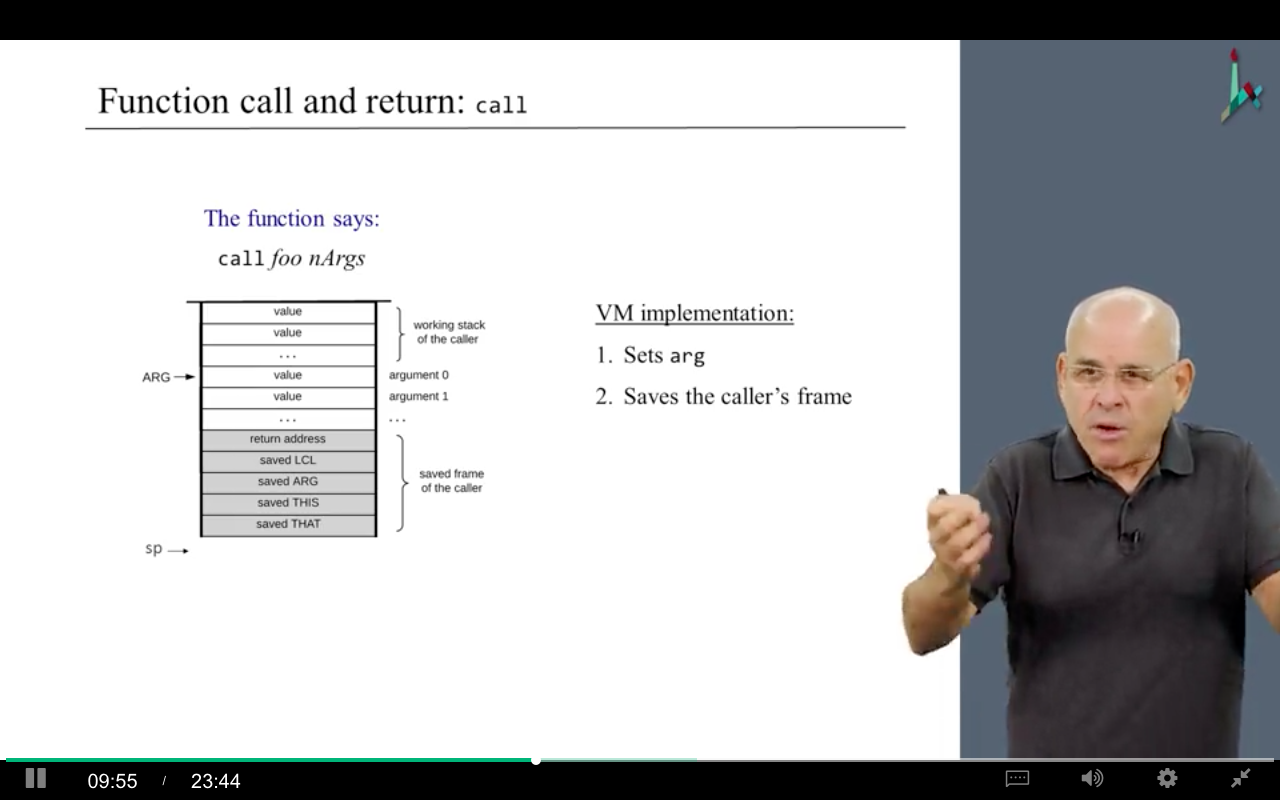 Function call and return: call
The function says:
call foo nArgs
value
value
...
ARG
value
argument 0
value
argument 1
...
...
working stack
of the caller
return address
saved LCL
saved ARG
saved THIS
saved THAT
saved frame
of the caller
sp
VM implementation:
1. Sets arg
2. Saves the caller's frame
09:55 / 23:44